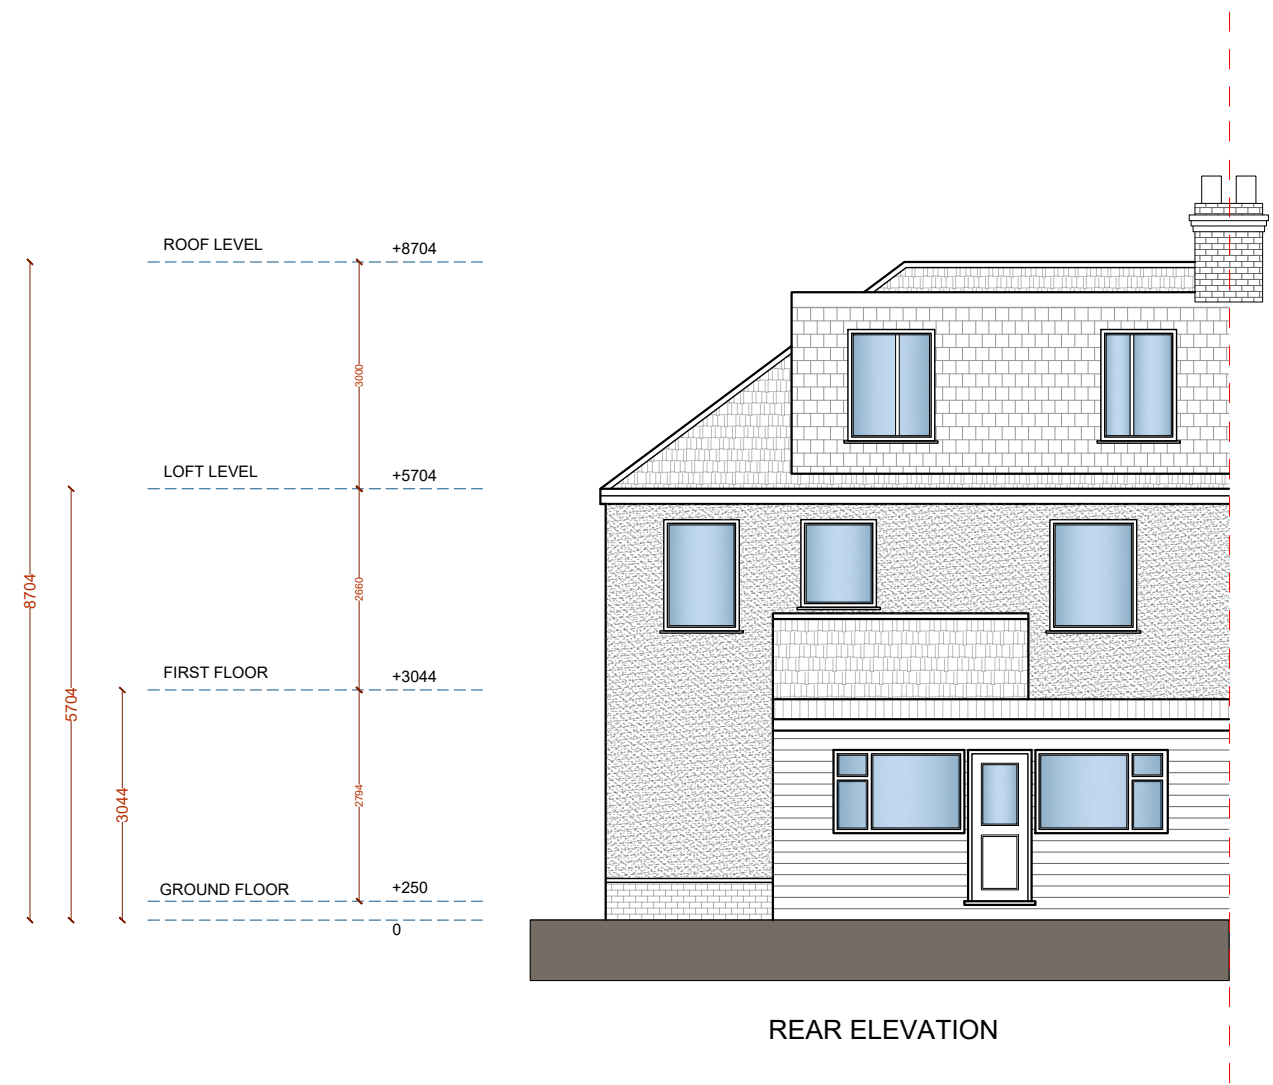 ROOF LEVEL +8704
3000
LOFT LEVEL +5704
8704
2660
FIRST FLOOR +3044
5704
3044
2794
GROUND FLOOR +250
0
REAR ELEVATION